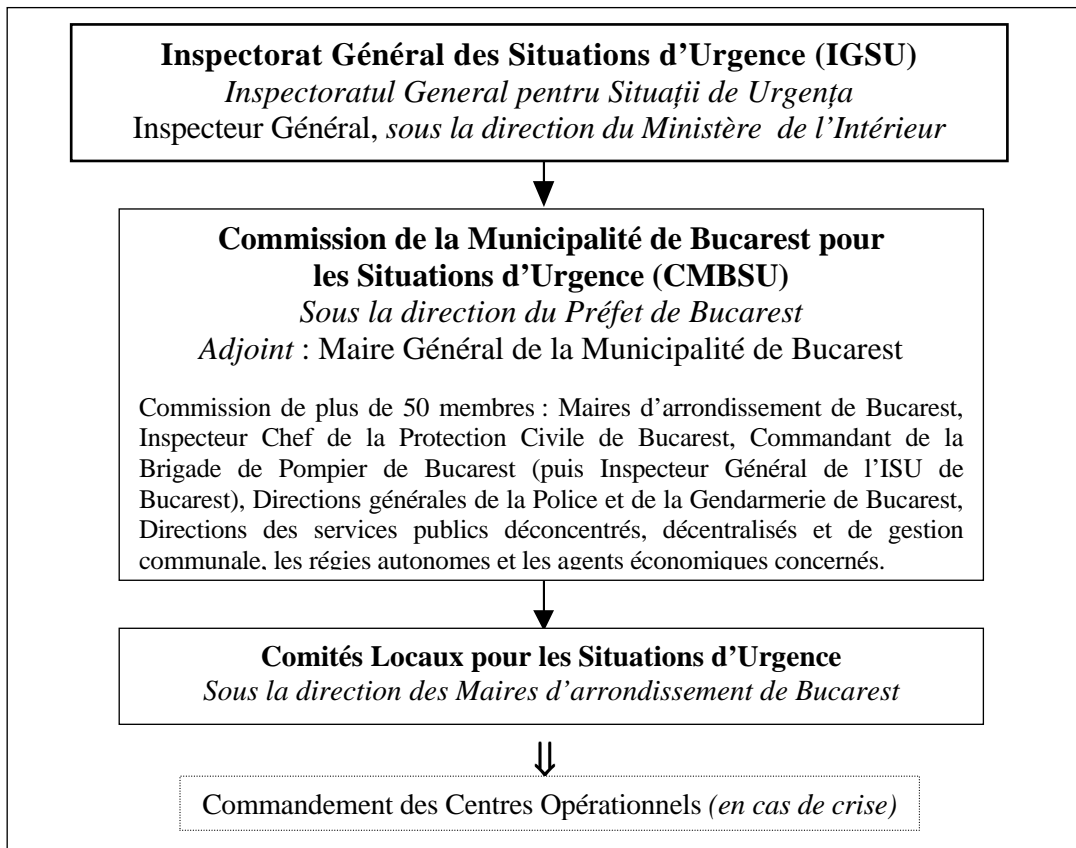 Inspectorat Général des Situations d’Urgence (IGSU)
Inspectoratul General pentru Situații de Urgența
Inspecteur Général, sous la direction du Ministère de l’Intérieur
Commission de la Municipalité de Bucarest pour
les Situations d’Urgence (CMBSU)
Sous la direction du Préfet de Bucarest
Adjoint : Maire Général de la Municipalité de Bucarest
Commission de plus de 50 membres : Maires d’arrondissement de Bucarest,
Inspecteur Chef de la Protection Civile de Bucarest, Commandant de la
Brigade de Pompier de Bucarest (puis Inspecteur Général de l’ISU de
Bucarest), Directions générales de la Police et de la Gendarmerie de Bucarest,
Directions des services publics déconcentrés, décentralisés et de gestion
communale, les régies autonomes et les agents économiques concernés.
Comités Locaux pour les Situations d’Urgence
Sous la direction des Maires d’arrondissement de Bucarest
Commandement des Centres Opérationnels (en cas de crise)